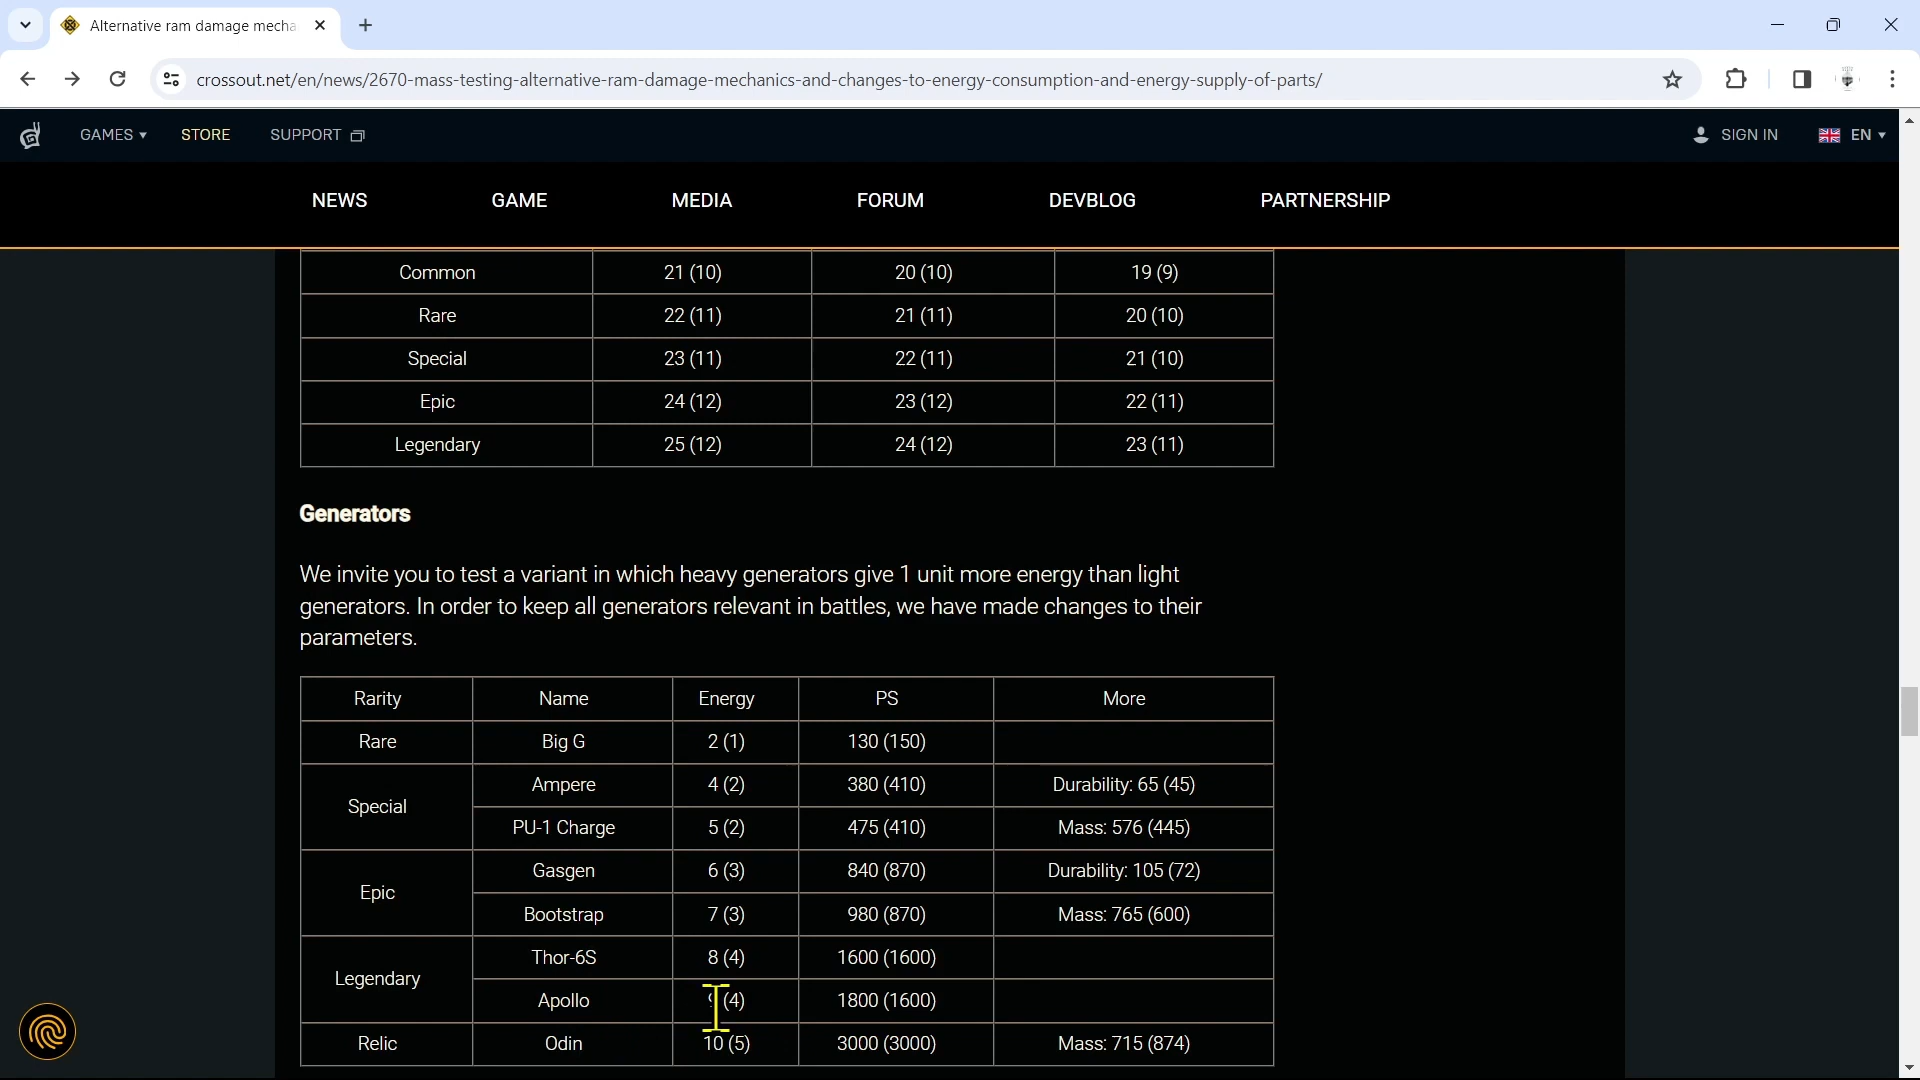 Alternative ram damage mecha
crossout.net/en/news/2670-mass-testing-alternative-ram-damage-mechanics-and-changes-to-energy-consumption-and-energy-supply-of-parts/
GAMES STORE SUPPORT SIGN IN EN
NEWS GAME MEDIA FORUM DEVBLOG PARTNERSHIP
Common 21 (10) 20 (10) 19 (9)
Rare 22 (11) 21 (11) 20 (10)
Special 23 (11) 22 (11) 21 (10)
Epic 24 (12) 23 (12) 22 (11)
Legendary 25 (12) 24 (12) 23 (11)
Generators
We invite you to test a variant in which heavy generators give 1 unit more energy than light
generators. In order to keep all generators relevant in battles, we have made changes to their
parameters.
Rarity Name Energy PS More
Rare Big G 2 (1) 130 (150)
Special Ampere 4 (2) 380 (410) Durability: 65 (45)
PU-1 Charge 5 (2) 475 (410) Mass: 576 (445)
Epic Gasgen 6 (3) 840 (870) Durability: 105 (72)
Bootstrap 7 (3) 980 (870) Mass: 765 (600)
Legendary Thor-6S 8 (4) 1600 (1600)
Apollo (4) 1800 (1600)
Relic Odin 10 (5) 3000 (3000) Mass: 715 (874)